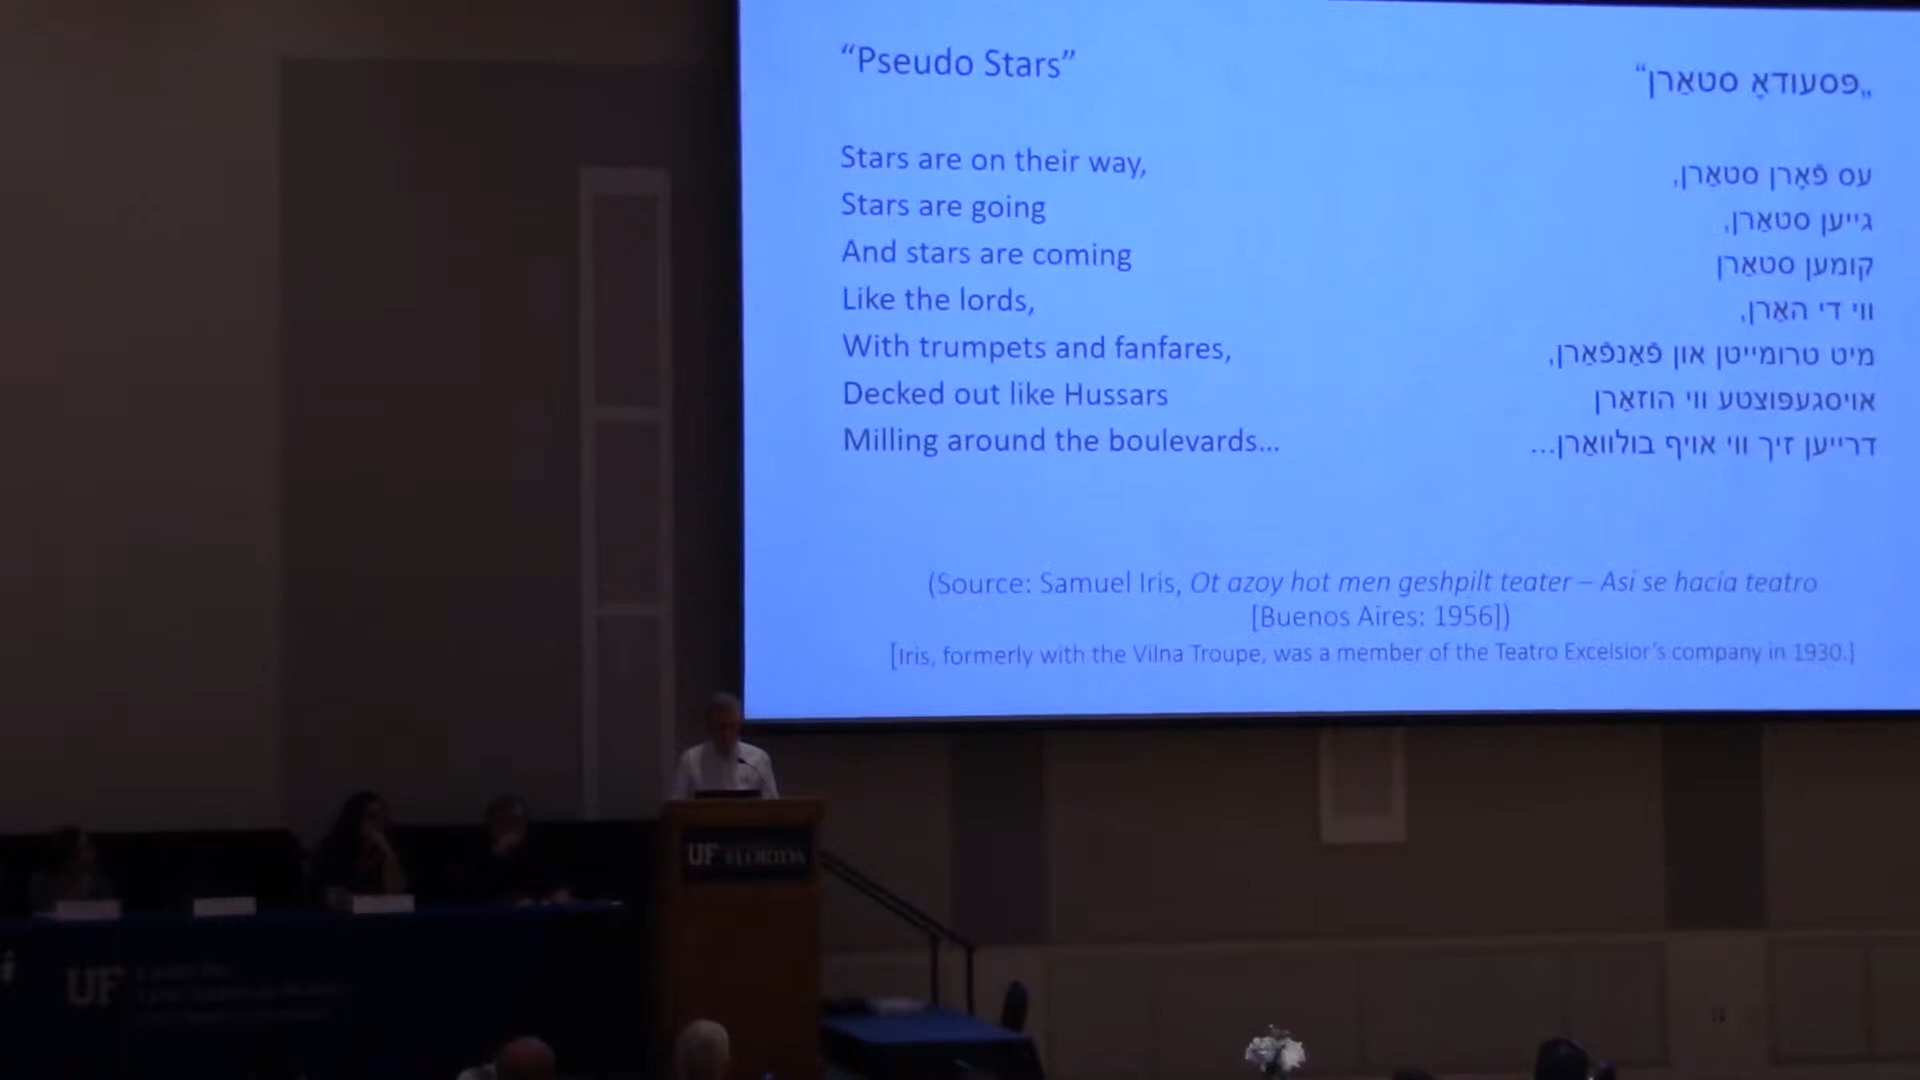 “Pseudo Stars”
Stars are on their way,
Stars are going
And stars are coming
Like the lords,
With trumpets and fanfares,
Decked out like Hussars
Milling around the boulevards...
„פּסעודאָ סטאַרן“
עס פֿאָרן סטאַרן,
גייען סטאַרן,
קומען סטאַרן
ווי די האַרן,
מיט טרומייטן און פֿאַנפֿאַרן,
אויסגעפּוצטע ווי הוזאַרן
דרייען זיך ווי אויף בולוואַרן...
(Source: Samuel Iris, Ot azoy hot men geshpilt teater – Asi se hacia teatro
[Buenos Aires: 1956])
[Iris, formerly with the Vilna Troupe, was a member of the Teatro Excelsior’s company in 1930.]
UF FLORIDA
UF